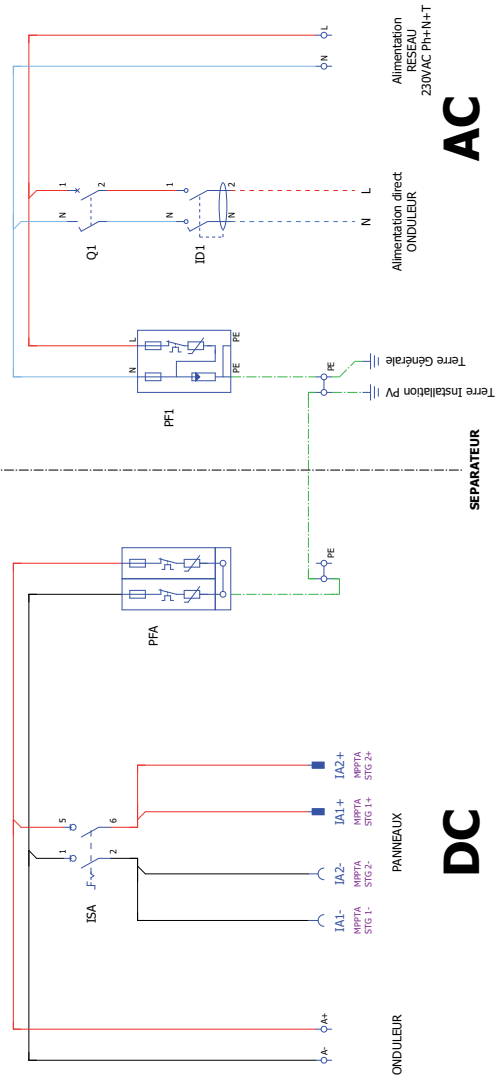 L
N
Alimentation
RESEAU
230VAC Ph+N+T
AC
1
N
2
Q1
1
N
2
N
ID1
L
N
Alimentation direct
ONDULEUR
L
N
PE
PE
PF1
PE
Terre Générale
Terre Installation PV
SEPARATEUR
PFA
PE
5
1
6
2
ISA
IA2+
MPPTA
STG 2+
IA1+
MPPTA
STG 1+
IA2-
MPPTA
STG 2-
IA1-
MPPTA
STG 1-
PANNEAUX
DC
A+
A-
ONDULEUR